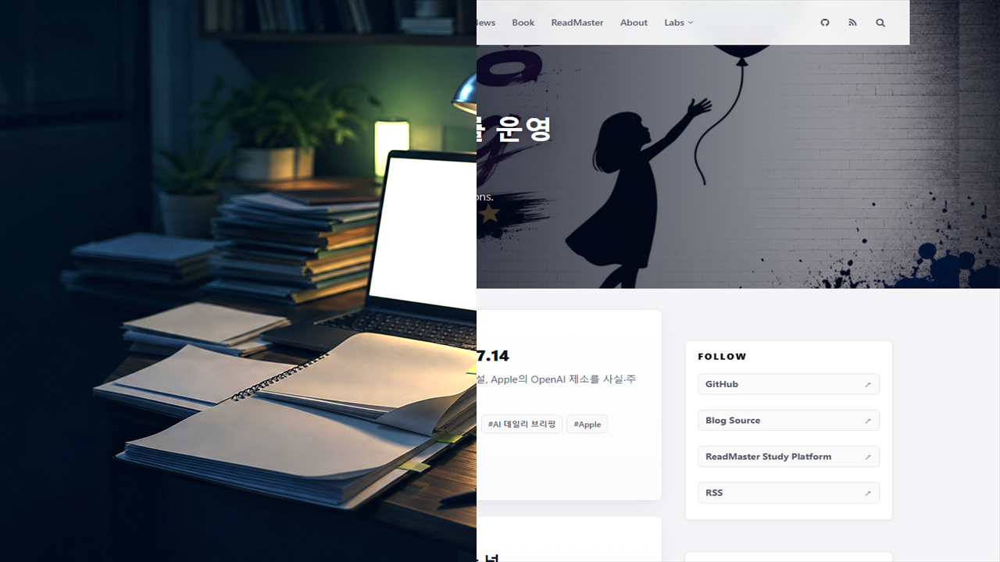 News Book ReadMaster About Labs
운영
ons.
7.14
설, Apple의 OpenAI 제소를 사실·주
#AI 데일리 브리핑 #Apple
FOLLOW
GitHub ↗
Blog Source ↗
ReadMaster Study Platform ↗
RSS ↗